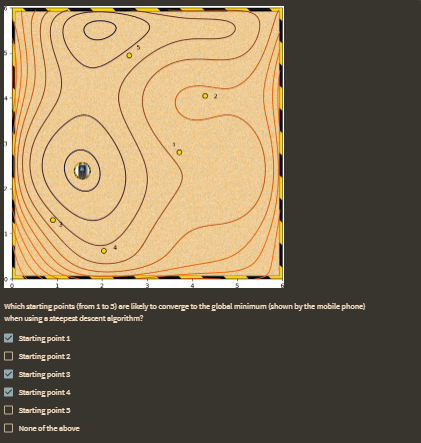 6
5
4
3
2
1
0
0 1 2 3 4 5 6
5
2
1
3
4
Which starting points (from 1 to 5) are likely to converge to the global minimum (shown by the mobile phone)
when using a steepest descent algorithm?
Starting point 1
Starting point 2
Starting point 3
Starting point 4
Starting point 5
None of the above